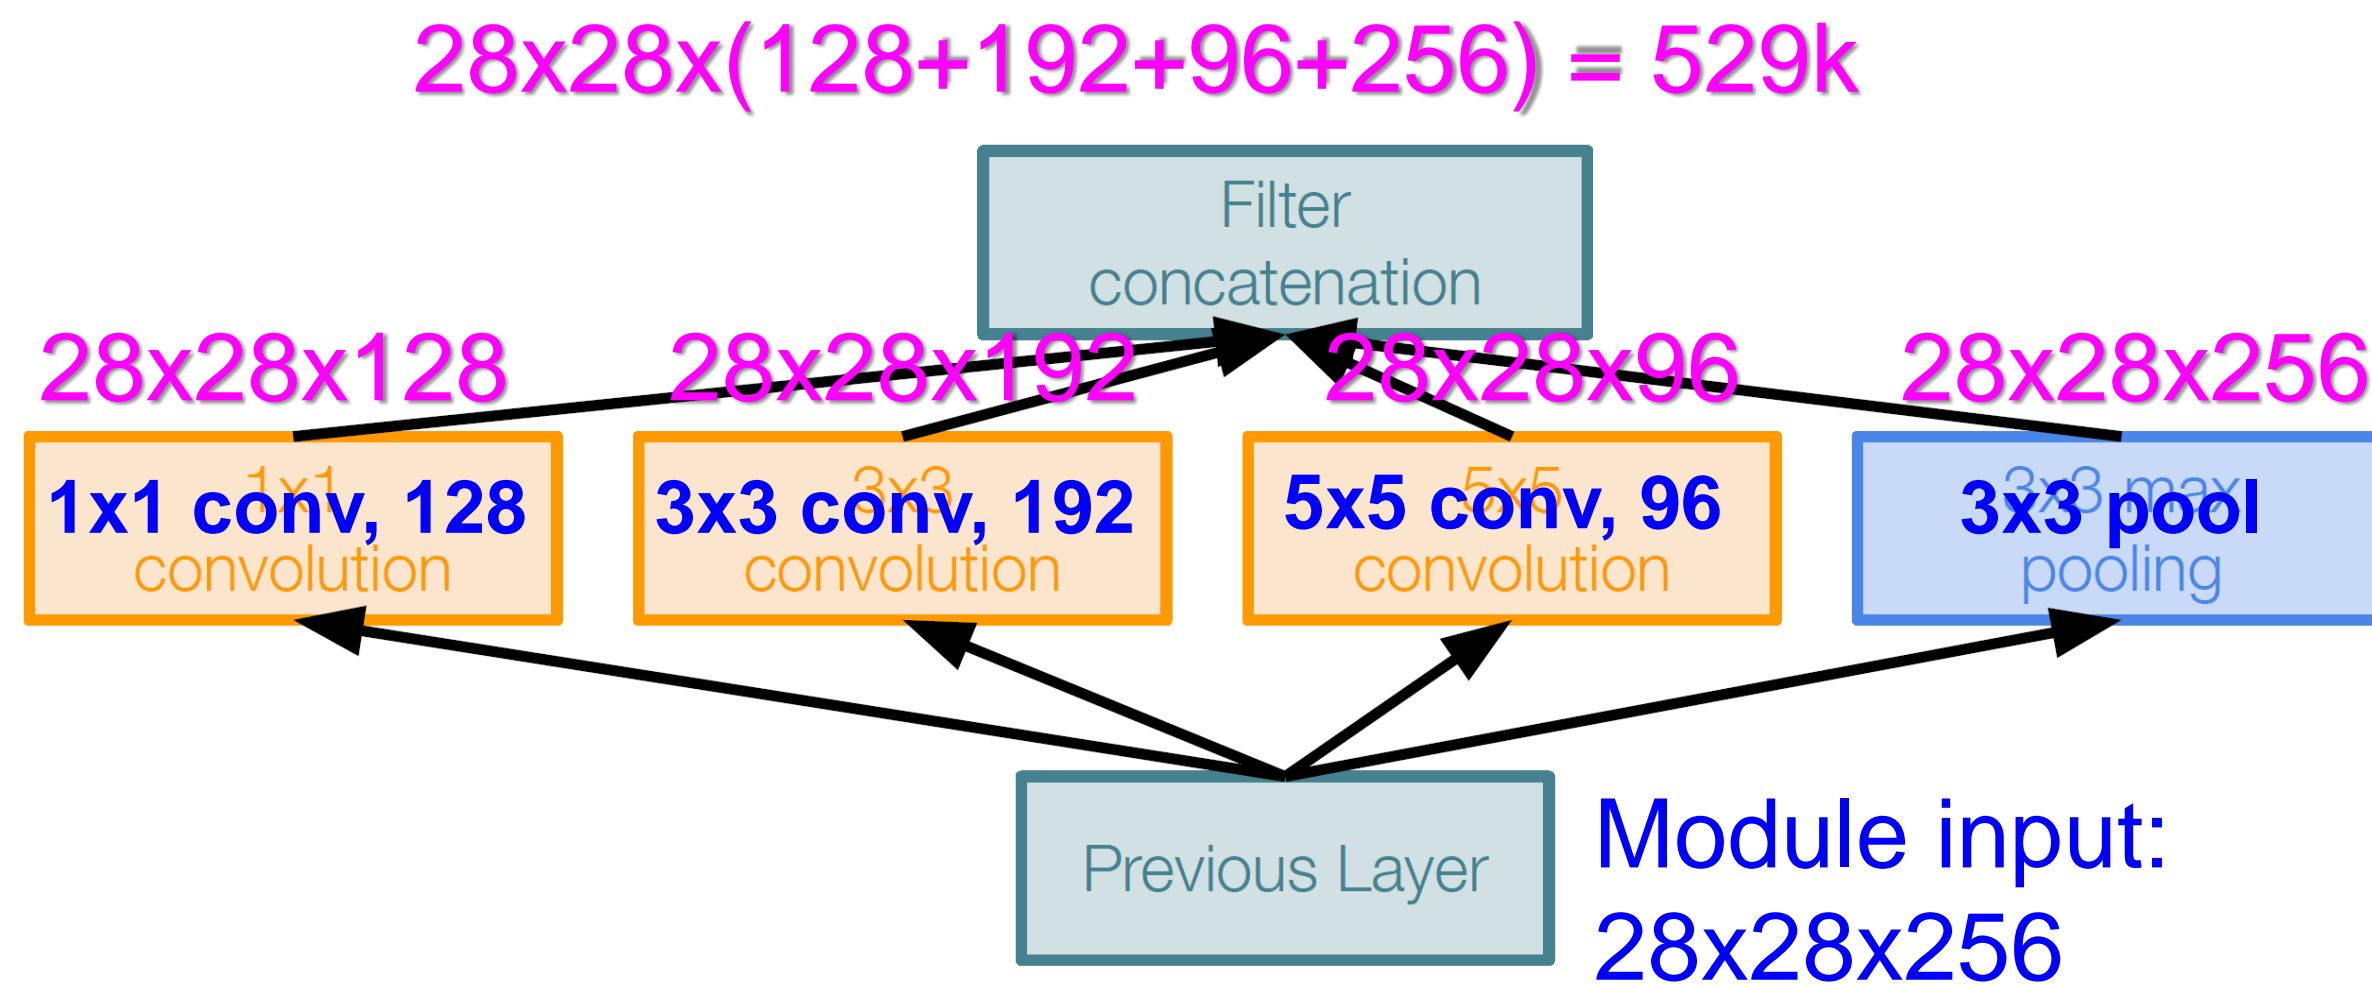 28x28x(128+192+96+256) = 529k
Filter
concatenation
28x28x128
28x28x192
28x28x96
28x28x256
1x1
convolution
1x1 conv, 128
3x3
convolution
3x3 conv, 192
5x5
convolution
5x5 conv, 96
3x3 max
pooling
3x3 pool
Previous Layer
Module input:
28x28x256